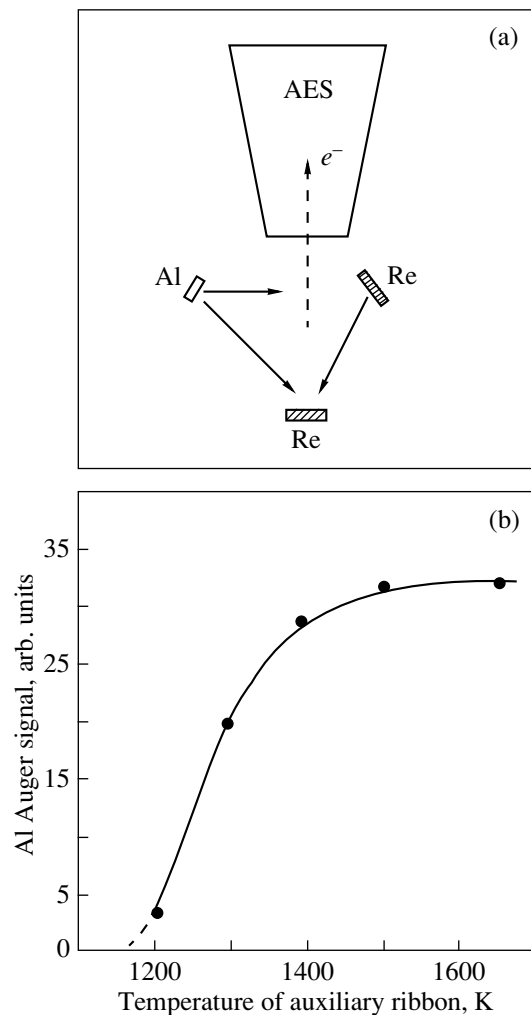 (a)
AES
e⁻
Al
Re
Re
(b)
35
25
15
5
0
1200 1400 1600
Al Auger signal, arb. units
Temperature of auxiliary ribbon, K